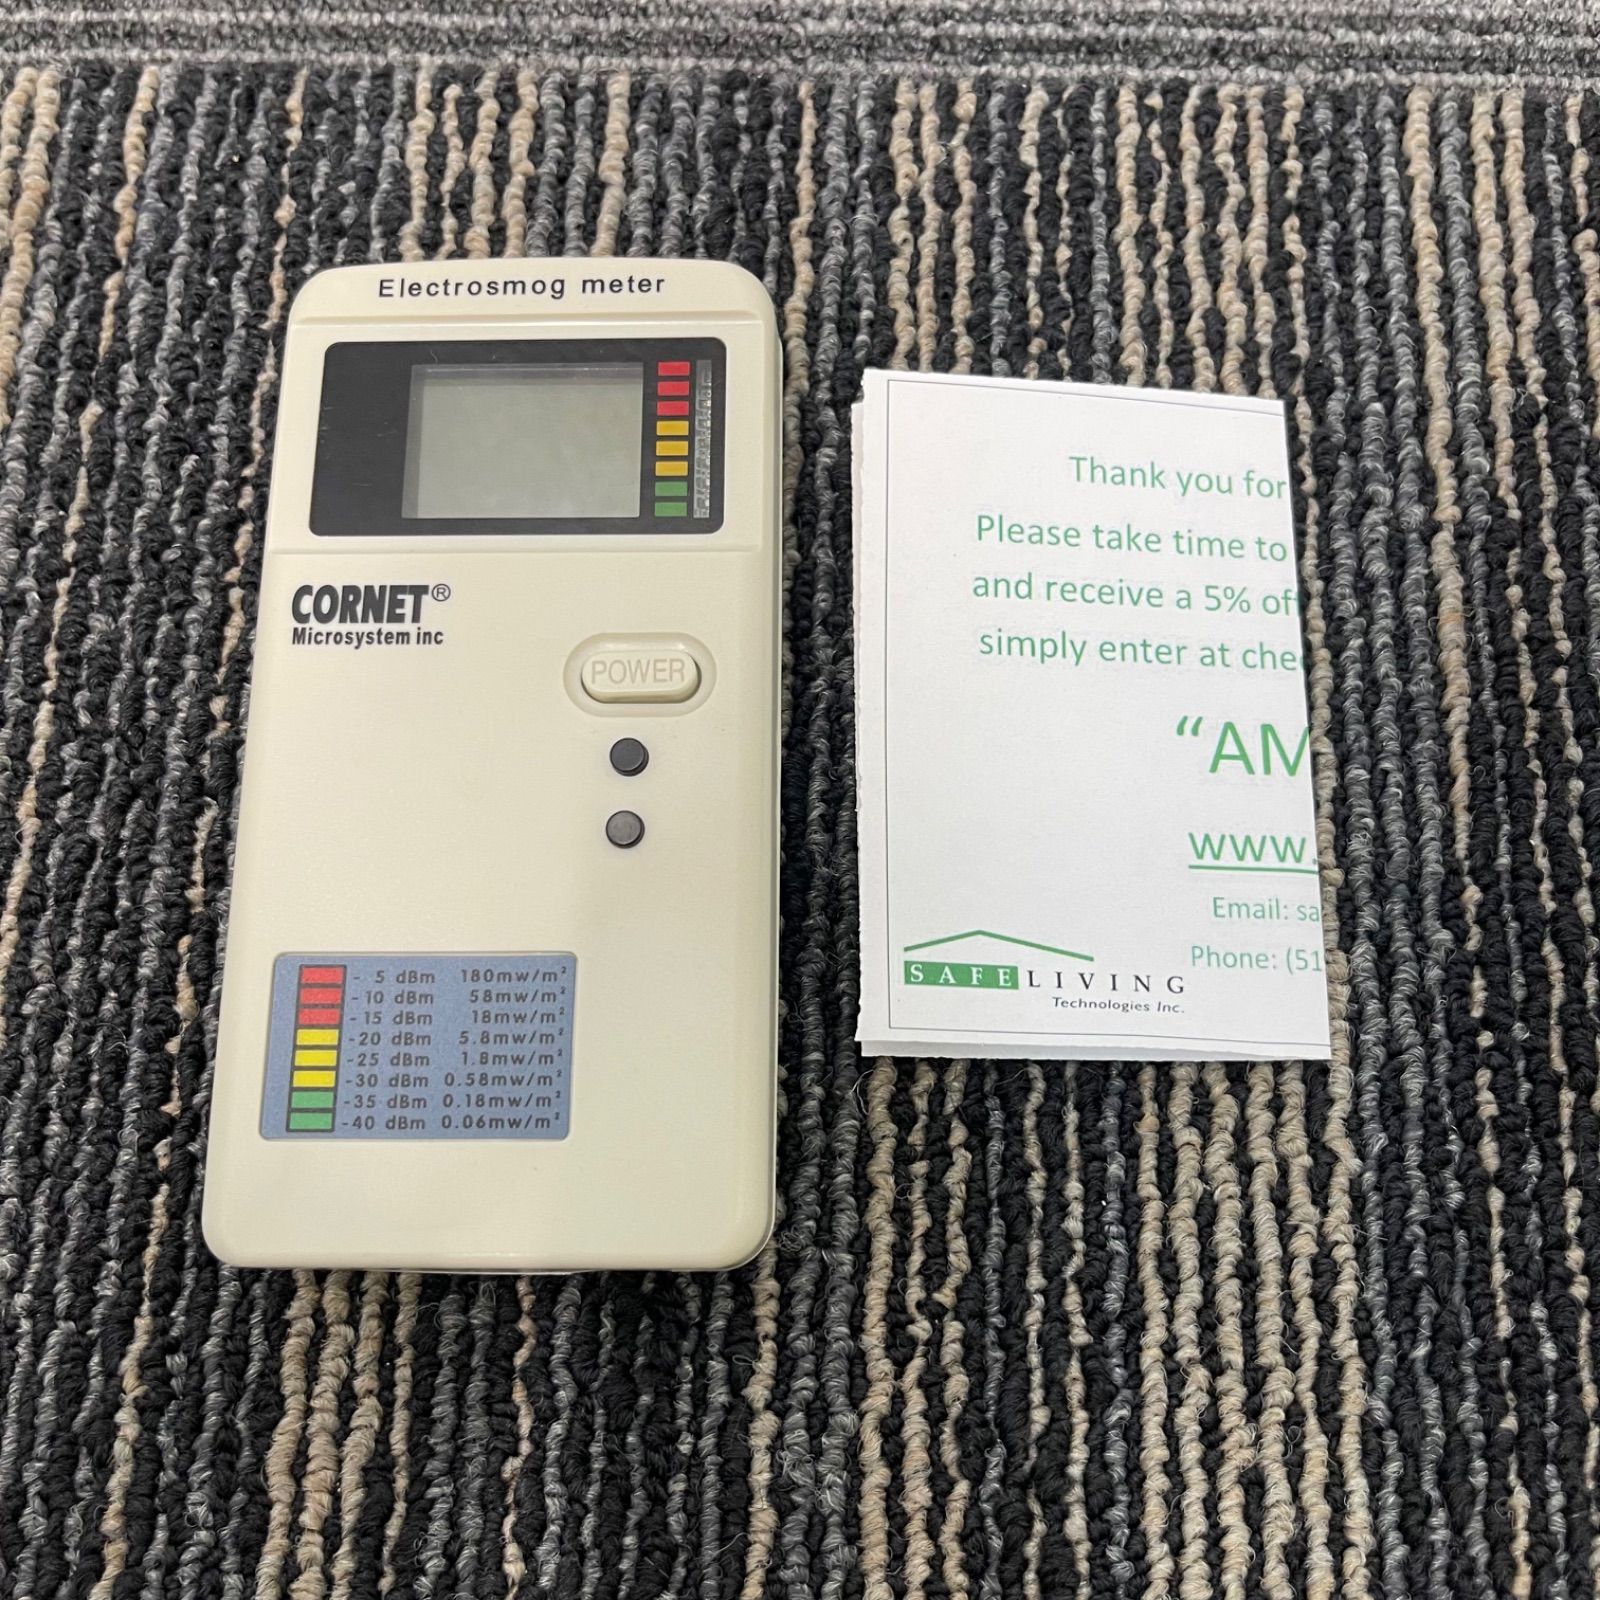 Electrosmog meter
CORNET®
Microsystem inc
POWER
- 5 dBm 180mw/m²
-10 dBm 58mw/m²
-15 dBm 18mw/m²
-20 dBm 5.8mw/m²
-25 dBm 1.8mw/m²
-30 dBm 0.58mw/m²
-35 dBm 0.18mw/m²
-40 dBm 0.06mw/m²
Thank you for
Please take time to
and receive a 5% off
simply enter at che
“AM
www.
Email: sa
Phone: (51
SAFELIVING
Technologies Inc.